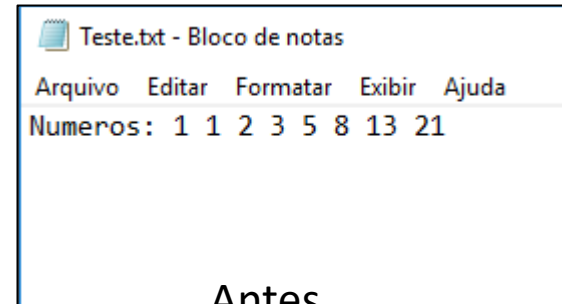 Teste.txt - Bloco de notas
Arquivo Editar Formatar Exibir Ajuda
Numeros: 1 1 2 3 5 8 13 21
Antes